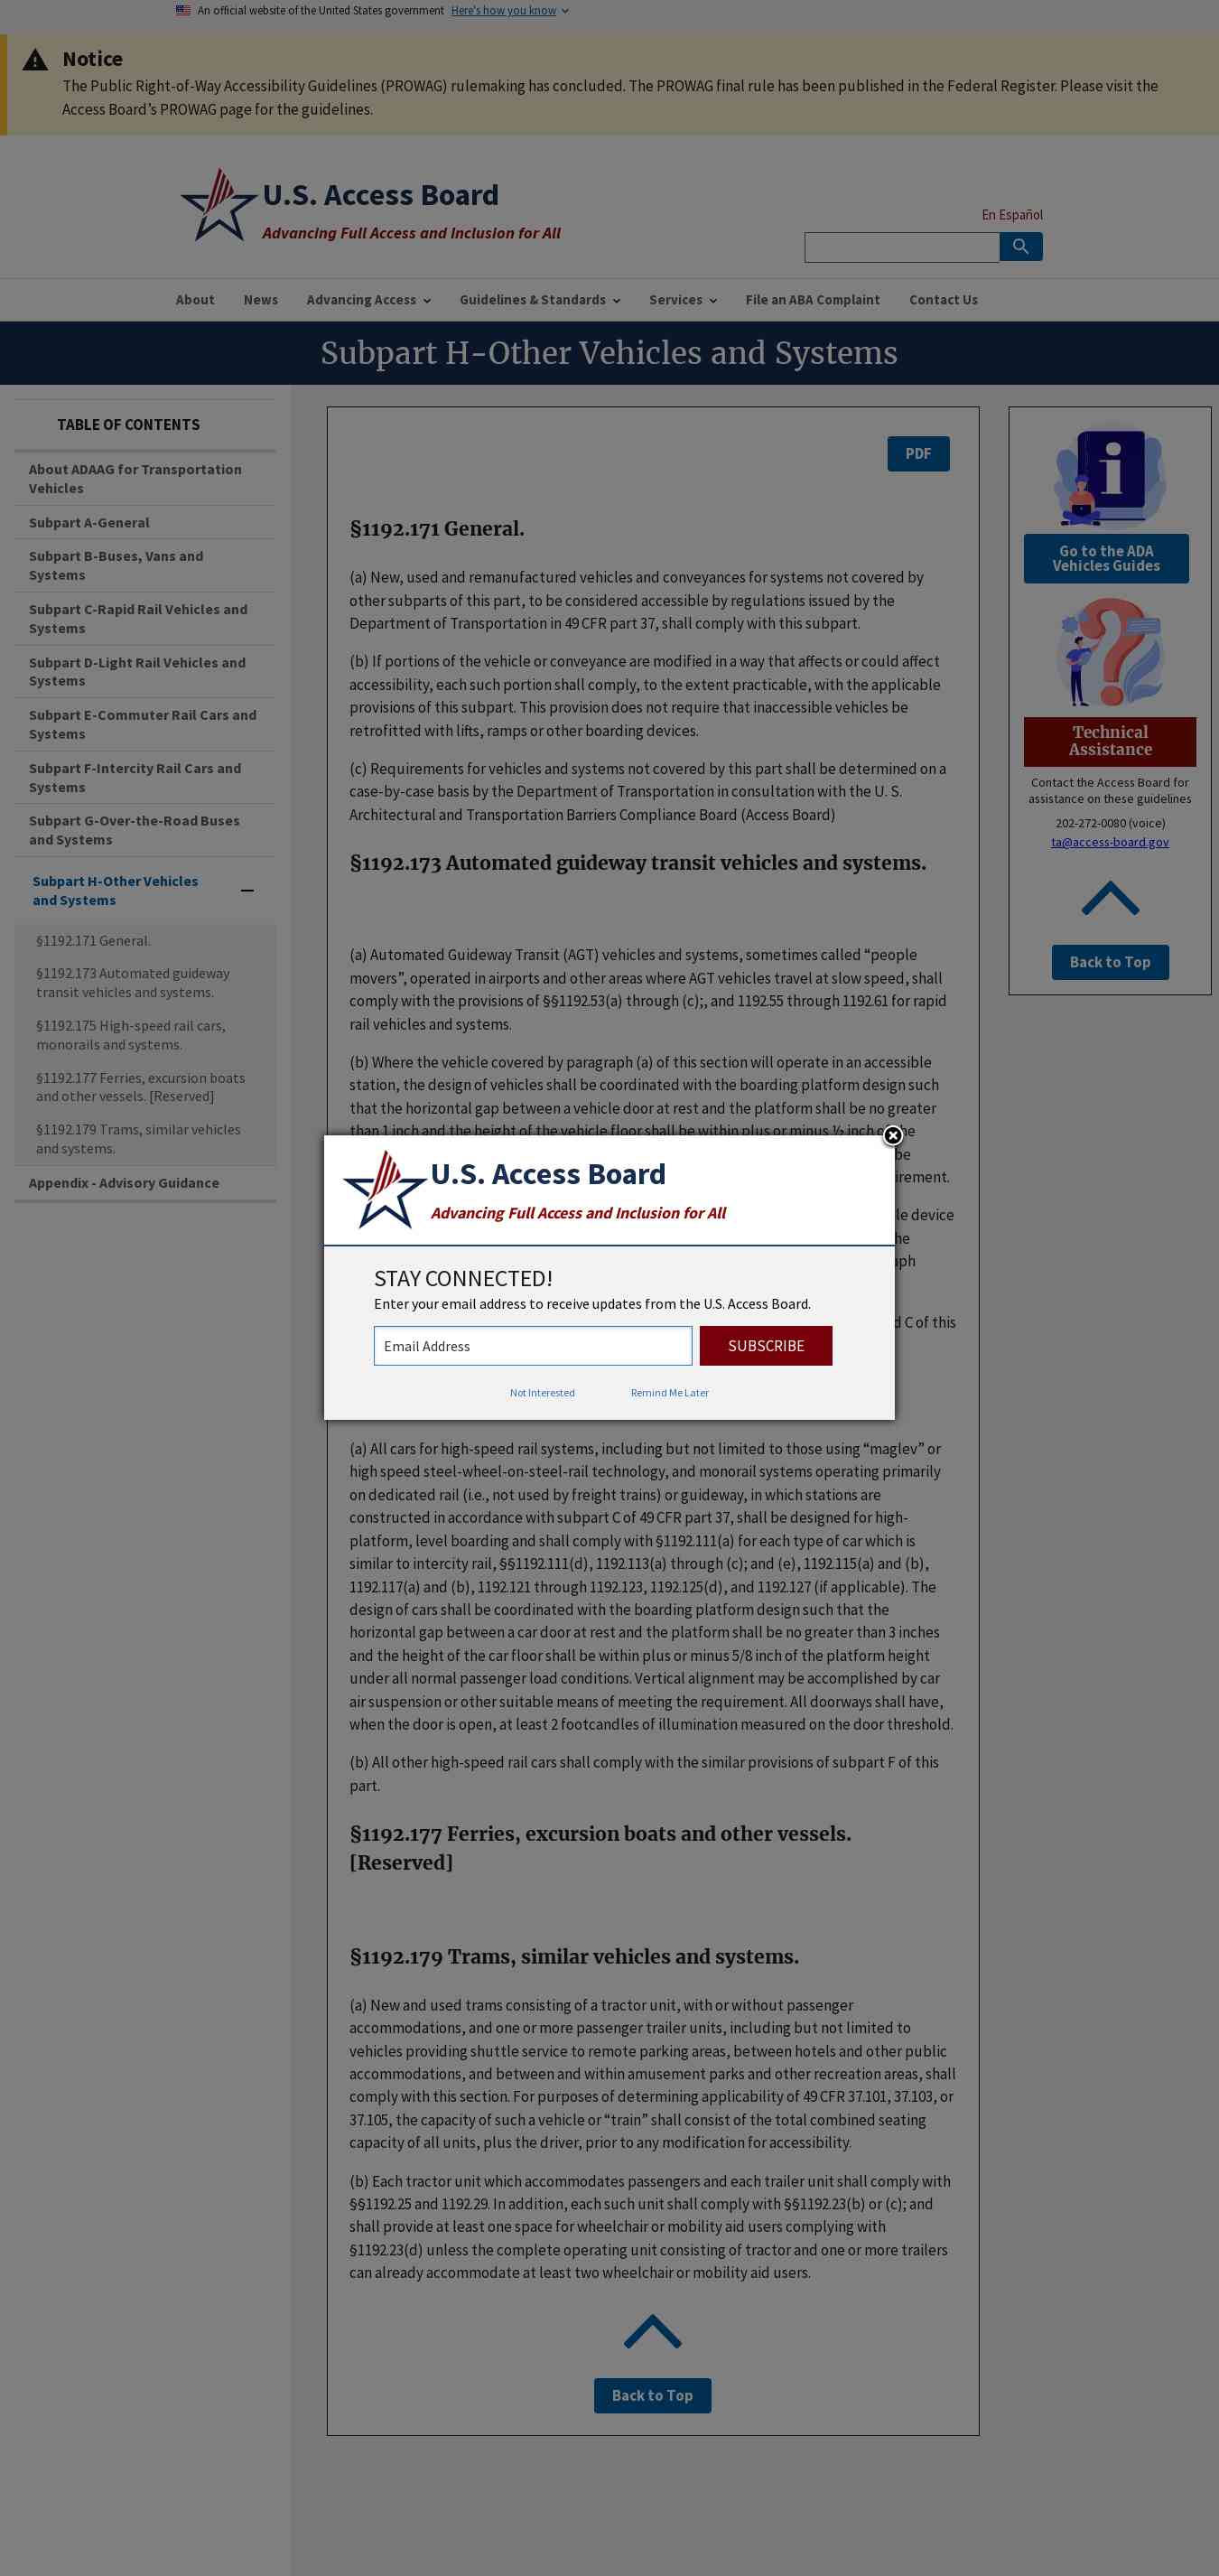 An official website of the United States government Here's how you know
Notice
The Public Right-of-Way Accessibility Guidelines (PROWAG) rulemaking has concluded. The PROWAG final rule has been published in the Federal Register. Please visit the
Access Board’s PROWAG page for the guidelines.
U.S. Access Board
Advancing Full Access and Inclusion for All
En Español
About News Advancing Access Guidelines & Standards Services File an ABA Complaint Contact Us
Subpart H-Other Vehicles and Systems
TABLE OF CONTENTS
About ADAAG for Transportation
Vehicles
Subpart A-General
Subpart B-Buses, Vans and
Systems
Subpart C-Rapid Rail Vehicles and
Systems
Subpart D-Light Rail Vehicles and
Systems
Subpart E-Commuter Rail Cars and
Systems
Subpart F-Intercity Rail Cars and
Systems
Subpart G-Over-the-Road Buses
and Systems
Subpart H-Other Vehicles
and Systems
§1192.171 General.
§1192.173 Automated guideway
transit vehicles and systems.
§1192.175 High-speed rail cars,
monorails and systems.
§1192.177 Ferries, excursion boats
and other vessels. [Reserved]
§1192.179 Trams, similar vehicles
and systems.
Appendix - Advisory Guidance
PDF
§1192.171 General.
(a) New, used and remanufactured vehicles and conveyances for systems not covered by
other subparts of this part, to be considered accessible by regulations issued by the
Department of Transportation in 49 CFR part 37, shall comply with this subpart.
(b) If portions of the vehicle or conveyance are modified in a way that affects or could affect
accessibility, each such portion shall comply, to the extent practicable, with the applicable
provisions of this subpart. This provision does not require that inaccessible vehicles be
retrofitted with lifts, ramps or other boarding devices.
(c) Requirements for vehicles and systems not covered by this part shall be determined on a
case-by-case basis by the Department of Transportation in consultation with the U. S.
Architectural and Transportation Barriers Compliance Board (Access Board)
§1192.173 Automated guideway transit vehicles and systems.
(a) Automated Guideway Transit (AGT) vehicles and systems, sometimes called “people
movers”, operated in airports and other areas where AGT vehicles travel at slow speed, shall
comply with the provisions of §§1192.53(a) through (c);, and 1192.55 through 1192.61 for rapid
rail vehicles and systems.
(b) Where the vehicle covered by paragraph (a) of this section will operate in an accessible
station, the design of vehicles shall be coordinated with the boarding platform design such
that the horizontal gap between a vehicle door at rest and the platform shall be no greater
than 1 inch and the height of the vehicle floor shall be within plus or minus ½ inch of the
be
irement.
le device
he
aph
d C of this
U.S. Access Board
Advancing Full Access and Inclusion for All
STAY CONNECTED!
Enter your email address to receive updates from the U.S. Access Board.
Email Address SUBSCRIBE
Not Interested Remind Me Later
(a) All cars for high-speed rail systems, including but not limited to those using “maglev” or
high speed steel-wheel-on-steel-rail technology, and monorail systems operating primarily
on dedicated rail (i.e., not used by freight trains) or guideway, in which stations are
constructed in accordance with subpart C of 49 CFR part 37, shall be designed for high-
platform, level boarding and shall comply with §1192.111(a) for each type of car which is
similar to intercity rail, §§1192.111(d), 1192.113(a) through (c); and (e), 1192.115(a) and (b),
1192.117(a) and (b), 1192.121 through 1192.123, 1192.125(d), and 1192.127 (if applicable). The
design of cars shall be coordinated with the boarding platform design such that the
horizontal gap between a car door at rest and the platform shall be no greater than 3 inches
and the height of the car floor shall be within plus or minus 5/8 inch of the platform height
under all normal passenger load conditions. Vertical alignment may be accomplished by car
air suspension or other suitable means of meeting the requirement. All doorways shall have,
when the door is open, at least 2 footcandles of illumination measured on the door threshold.
(b) All other high-speed rail cars shall comply with the similar provisions of subpart F of this
part.
§1192.177 Ferries, excursion boats and other vessels.
[Reserved]
§1192.179 Trams, similar vehicles and systems.
(a) New and used trams consisting of a tractor unit, with or without passenger
accommodations, and one or more passenger trailer units, including but not limited to
vehicles providing shuttle service to remote parking areas, between hotels and other public
accommodations, and between and within amusement parks and other recreation areas, shall
comply with this section. For purposes of determining applicability of 49 CFR 37.101, 37.103, or
37.105, the capacity of such a vehicle or “train” shall consist of the total combined seating
capacity of all units, plus the driver, prior to any modification for accessibility.
(b) Each tractor unit which accommodates passengers and each trailer unit shall comply with
§§1192.25 and 1192.29. In addition, each such unit shall comply with §§1192.23(b) or (c); and
shall provide at least one space for wheelchair or mobility aid users complying with
§1192.23(d) unless the complete operating unit consisting of tractor and one or more trailers
can already accommodate at least two wheelchair or mobility aid users.
Back to Top
Go to the ADA
Vehicles Guides
Technical
Assistance
Contact the Access Board for
assistance on these guidelines
202-272-0080 (voice)
ta@access-board.gov
Back to Top